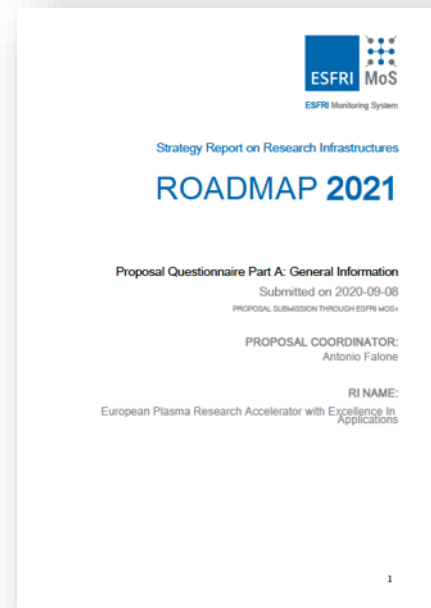 ESFRI MoS
ESFRI Monitoring System
Strategy Report on Research Infrastructures
ROADMAP 2021
Proposal Questionnaire Part A: General Information
Submitted on 2020-09-08
PROPOSAL SUBMISSION THROUGH ESFRI MOS+
PROPOSAL COORDINATOR:
Antonio Falone
RI NAME:
European Plasma Research Accelerator with Excellence In
Applications
1